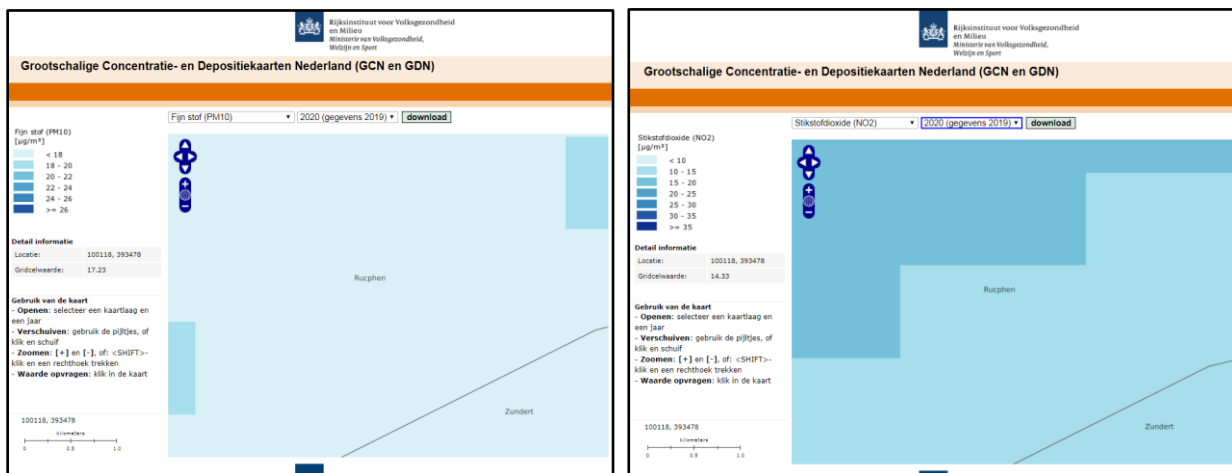 Rijksinstituut voor Volksgezondheid
en Milieu
Ministerie van Volksgezondheid,
Welzijn en Sport
Grootschalige Concentratie- en Depositiekaarten Nederland (GCN en GDN)
Fijn stof (PM10) 2020 (gegevens 2019) download
Fijn stof (PM10)
[µg/m³]
< 18
18 - 20
20 - 22
22 - 24
24 - 26
>= 26
Detail informatie
Locatie: 100118, 393478
Gridcelwaarde: 17.23
Gebruik van de kaart
- Openen: selecteer een kaartlaag en
een jaar
- Verschuiven: gebruik de pijltjes, of
klik en schuif
- Zoomen: [+] en [-], of: <SHIFT>-
klik en een rechthoek trekken
- Waarde opvragen: klik in de kaart
100118, 393478
kilometers
0 0.5 1.0
Rucphen
Zundert
Rijksinstituut voor Volksgezondheid
en Milieu
Ministerie van Volksgezondheid,
Welzijn en Sport
Grootschalige Concentratie- en Depositiekaarten Nederland (GCN en GDN)
Stikstofdioxide (NO2) 2020 (gegevens 2019) download
Stikstofdioxide (NO2)
[µg/m³]
< 10
10 - 15
15 - 20
20 - 25
25 - 30
30 - 35
>= 35
Detail informatie
Locatie: 100118, 393478
Gridcelwaarde: 14.33
Gebruik van de kaart
- Openen: selecteer een kaartlaag en
een jaar
- Verschuiven: gebruik de pijltjes, of
klik en schuif
- Zoomen: [+] en [-], of: <SHIFT>-
klik en een rechthoek trekken
- Waarde opvragen: klik in de kaart
100118, 393478
kilometers
0 0.5 1.0
Rucphen
Zundert